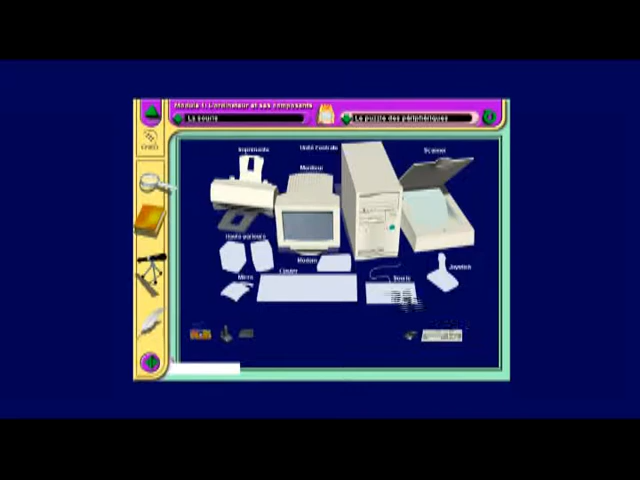 Module 1: L'ordinateur et ses composants
La souris
Le puzzle des périphériques
Imprimante
Unité centrale
Scanner
Moniteur
Hauts-parleurs
Modem
Clavier
Micro
Souris
Joystick